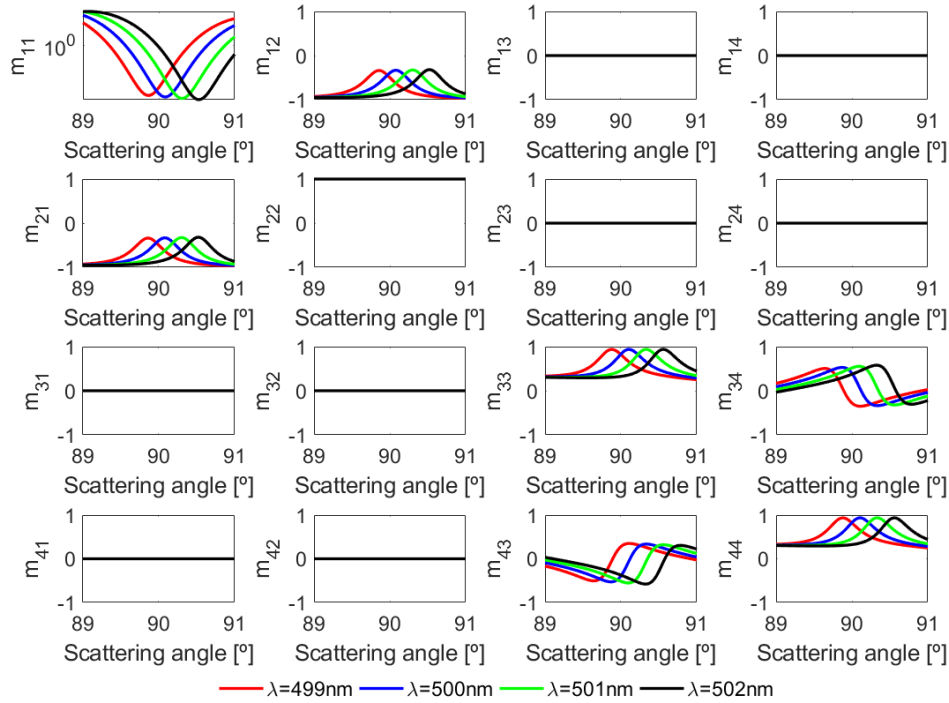 m11 10^0 89 90 91 Scattering angle [º]
m12 1 0 -1 89 90 91 Scattering angle [º]
m13 1 0 -1 89 90 91 Scattering angle [º]
m14 1 0 -1 89 90 91 Scattering angle [º]
m21 1 0 -1 89 90 91 Scattering angle [º]
m22 1 0 -1 89 90 91 Scattering angle [º]
m23 1 0 -1 89 90 91 Scattering angle [º]
m24 1 0 -1 89 90 91 Scattering angle [º]
m31 1 0 -1 89 90 91 Scattering angle [º]
m32 1 0 -1 89 90 91 Scattering angle [º]
m33 1 0 -1 89 90 91 Scattering angle [º]
m34 1 0 -1 89 90 91 Scattering angle [º]
m41 1 0 -1 89 90 91 Scattering angle [º]
m42 1 0 -1 89 90 91 Scattering angle [º]
m43 1 0 -1 89 90 91 Scattering angle [º]
m44 1 0 -1 89 90 91 Scattering angle [º]
λ=499nm λ=500nm λ=501nm λ=502nm